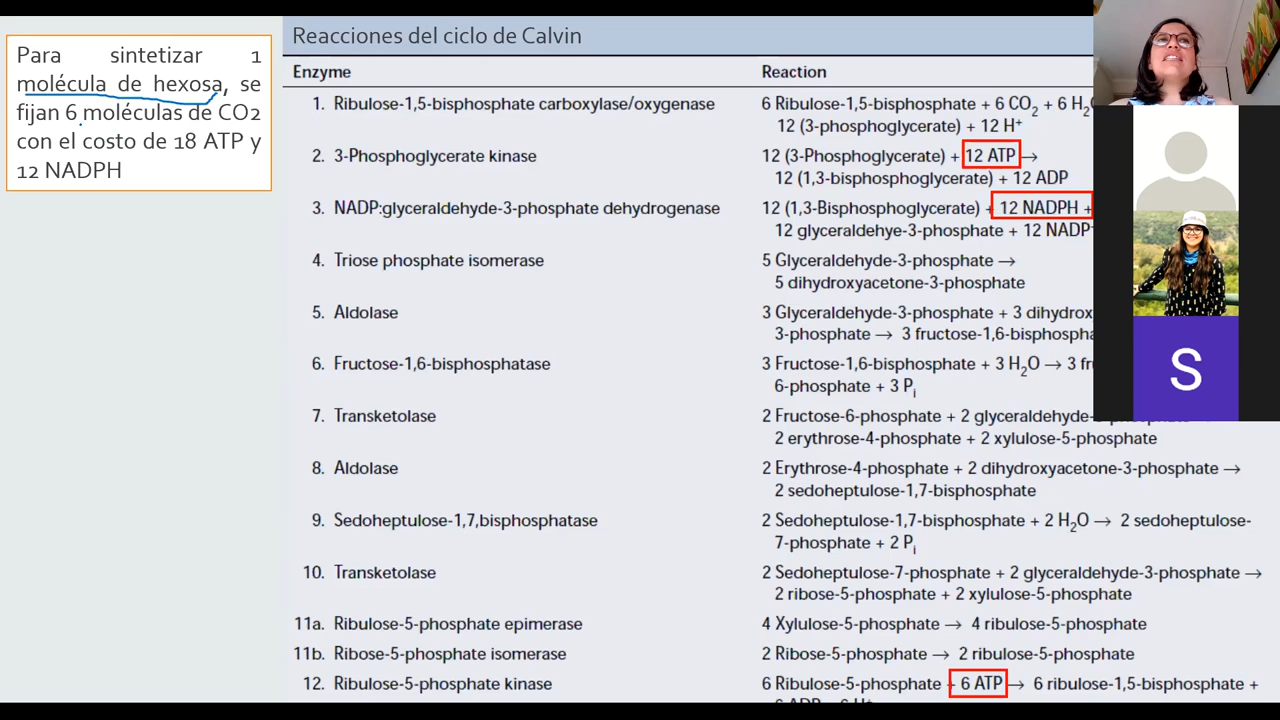 Para sintetizar 1
molécula de hexosa, se
fijan 6 moléculas de CO2
con el costo de 18 ATP y
12 NADPH
Reacciones del ciclo de Calvin
Enzyme Reaction
1. Ribulose-1,5-bisphosphate carboxylase/oxygenase 6 Ribulose-1,5-bisphosphate + 6 CO₂ + 6 H₂
12 (3-phosphoglycerate) + 12 H⁺
2. 3-Phosphoglycerate kinase 12 (3-Phosphoglycerate) + 12 ATP →
12 (1,3-bisphosphoglycerate) + 12 ADP
3. NADP:glyceraldehyde-3-phosphate dehydrogenase 12 (1,3-Bisphosphoglycerate) + 12 NADPH +
12 glyceraldehye-3-phosphate + 12 NADP⁺
4. Triose phosphate isomerase 5 Glyceraldehyde-3-phosphate →
5 dihydroxyacetone-3-phosphate
5. Aldolase 3 Glyceraldehyde-3-phosphate + 3 dihydrox
3-phosphate → 3 fructose-1,6-bisphospha
6. Fructose-1,6-bisphosphatase 3 Fructose-1,6-bisphosphate + 3 H₂O → 3 fr
6-phosphate + 3 Pᵢ
7. Transketolase 2 Fructose-6-phosphate + 2 glyceraldehyde-
2 erythrose-4-phosphate + 2 xylulose-5-phosphate
8. Aldolase 2 Erythrose-4-phosphate + 2 dihydroxyacetone-3-phosphate →
2 sedoheptulose-1,7-bisphosphate
9. Sedoheptulose-1,7,bisphosphatase 2 Sedoheptulose-1,7-bisphosphate + 2 H₂O → 2 sedoheptulose-
7-phosphate + 2 Pᵢ
10. Transketolase 2 Sedoheptulose-7-phosphate + 2 glyceraldehyde-3-phosphate →
2 ribose-5-phosphate + 2 xylulose-5-phosphate
11a. Ribulose-5-phosphate epimerase 4 Xylulose-5-phosphate → 4 ribulose-5-phosphate
11b. Ribose-5-phosphate isomerase 2 Ribose-5-phosphate → 2 ribulose-5-phosphate
12. Ribulose-5-phosphate kinase 6 Ribulose-5-phosphate + 6 ATP → 6 ribulose-1,5-bisphosphate +
S